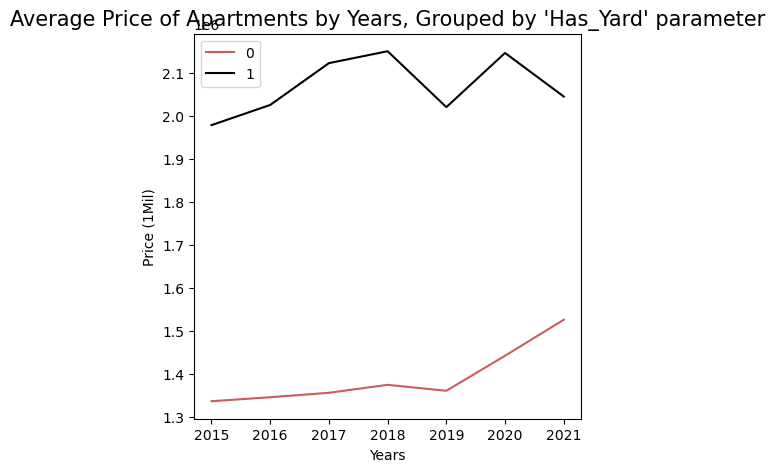 Average Price of Apartments by Years, Grouped by 'Has_Yard' parameter
1e6
0
1
2.1
2.0
1.9
1.8
1.7
1.6
1.5
1.4
1.3
Price (1Mil)
2015 2016 2017 2018 2019 2020 2021
Years